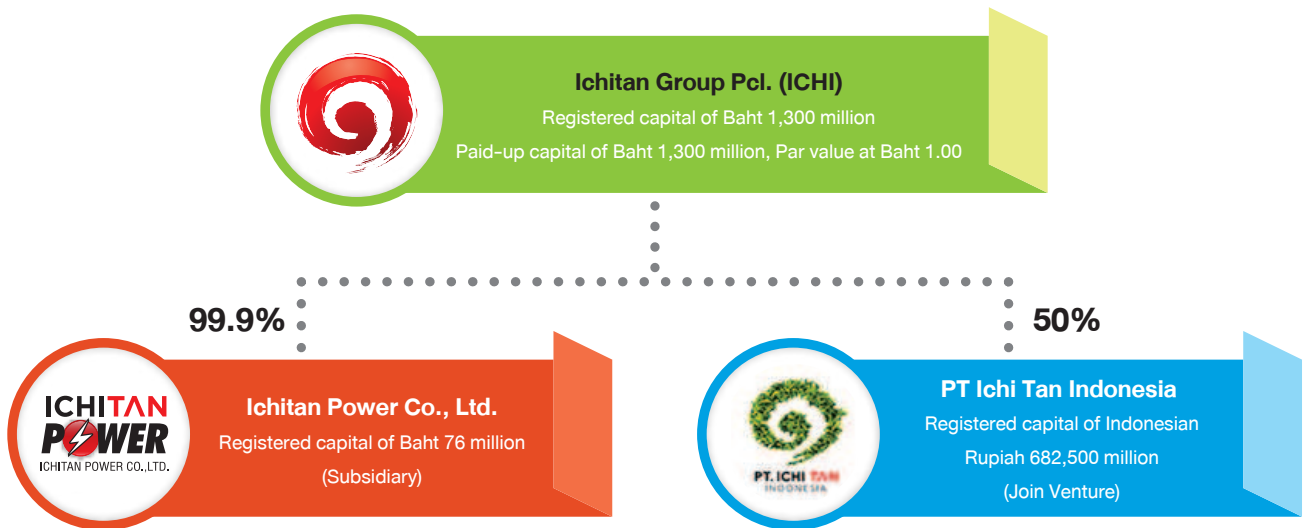 Ichitan Group Pcl. (ICHI)
Registered capital of Baht 1,300 million
Paid-up capital of Baht 1,300 million, Par value at Baht 1.00
99.9%
50%
ICHITAN
POWER
ICHITAN POWER CO.,LTD.
Ichitan Power Co., Ltd.
Registered capital of Baht 76 million
(Subsidiary)
PT. ICHI TAN
INDONESIA
PT Ichi Tan Indonesia
Registered capital of Indonesian
Rupiah 682,500 million
(Join Venture)